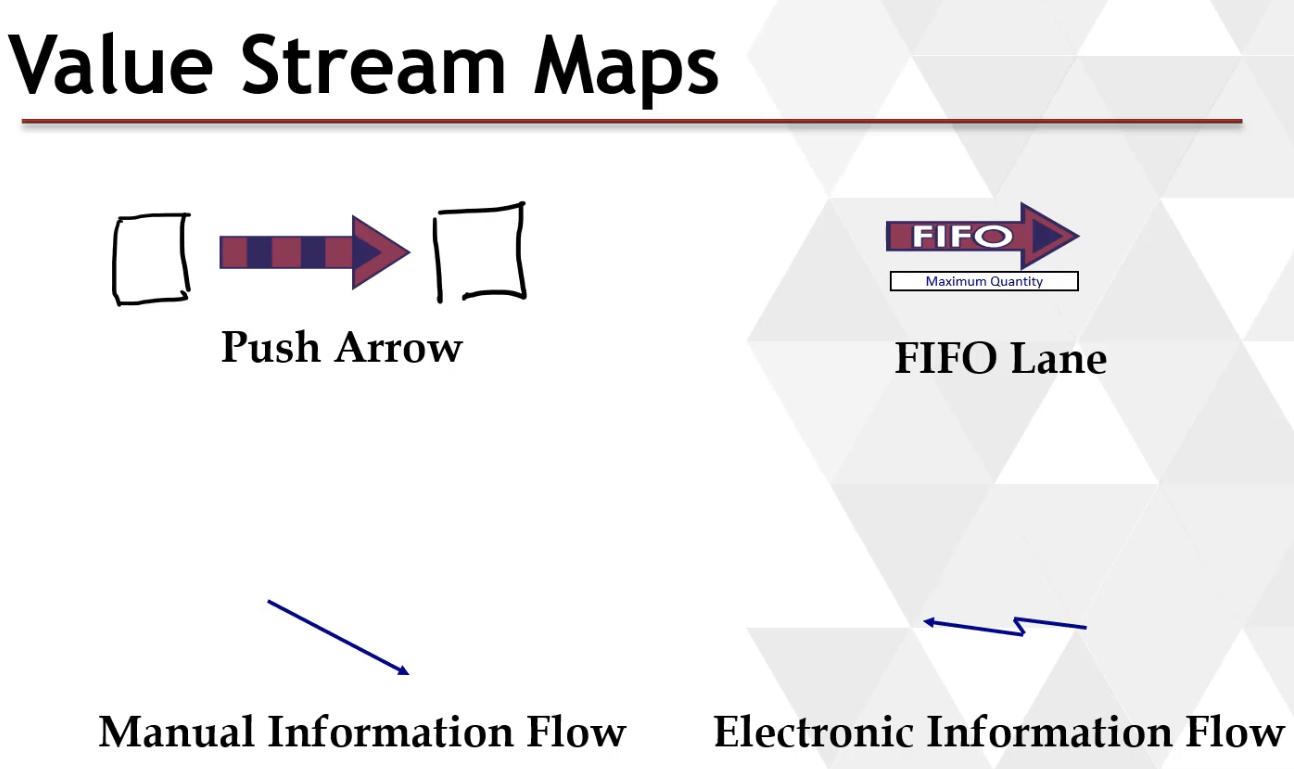 Value Stream Maps
FIFO
Maximum Quantity
Push Arrow
FIFO Lane
Manual Information Flow
Electronic Information Flow